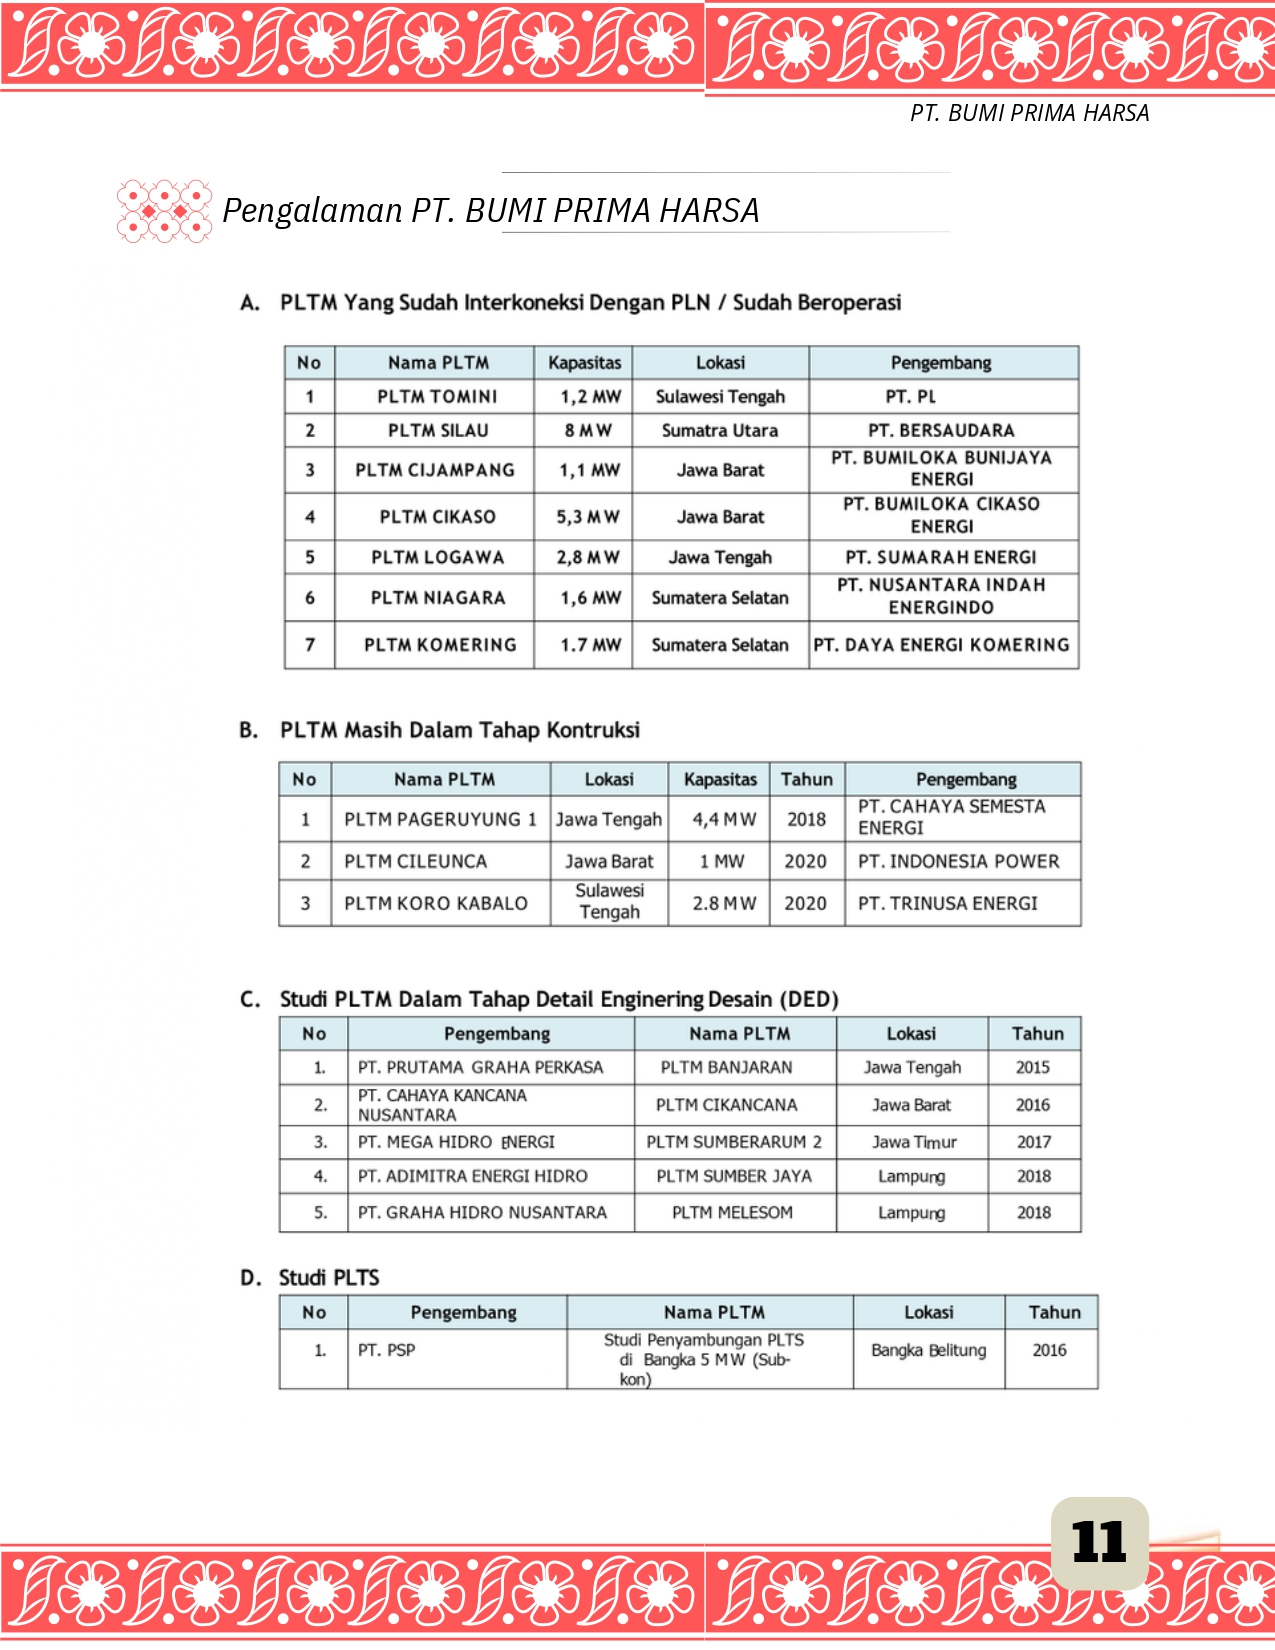 PT. BUMI PRIMA HARSA
Pengalaman PT. BUMI PRIMA HARSA
A. PLTM Yang Sudah Interkoneksi Dengan PLN / Sudah Beroperasi
No Nama PLTM Kapasitas Lokasi Pengembang
1 PLTM TOMINI 1,2 MW Sulawesi Tengah PT. PL
2 PLTM SILAU 8 MW Sumatra Utara PT. BERSAUDARA
3 PLTM CIJAMPANG 1,1 MW Jawa Barat PT. BUMILOKA BUNIJAYA
ENERGI
4 PLTM CIKASO 5,3 MW Jawa Barat PT. BUMILOKA CIKASO
ENERGI
5 PLTM LOGAWA 2,8 MW Jawa Tengah PT. SUMARAH ENERGI
6 PLTM NIAGARA 1,6 MW Sumatera Selatan PT. NUSANTARA INDAH
ENERGINDO
7 PLTM KOMERING 1.7 MW Sumatera Selatan PT. DAYA ENERGI KOMERING
B. PLTM Masih Dalam Tahap Kontruksi
No Nama PLTM Lokasi Kapasitas Tahun Pengembang
1 PLTM PAGERUYUNG 1 Jawa Tengah 4,4 MW 2018 PT. CAHAYA SEMESTA
ENERGI
2 PLTM CILEUNCA Jawa Barat 1 MW 2020 PT. INDONESIA POWER
3 PLTM KORO KABALO Sulawesi
Tengah 2.8 MW 2020 PT. TRINUSA ENERGI
C. Studi PLTM Dalam Tahap Detail Enginering Desain (DED)
No Pengembang Nama PLTM Lokasi Tahun
1. PT. PRUTAMA GRAHA PERKASA PLTM BANJARAN Jawa Tengah 2015
2. PT. CAHAYA KANCANA
NUSANTARA PLTM CIKANCANA Jawa Barat 2016
3. PT. MEGA HIDRO ENERGI PLTM SUMBERARUM 2 Jawa Timur 2017
4. PT. ADIMITRA ENERGI HIDRO PLTM SUMBER JAYA Lampung 2018
5. PT. GRAHA HIDRO NUSANTARA PLTM MELESOM Lampung 2018
D. Studi PLTS
No Pengembang Nama PLTM Lokasi Tahun
1. PT. PSP Studi Penyambungan PLTS
di Bangka 5 MW (Sub-
kon) Bangka Belitung 2016
11